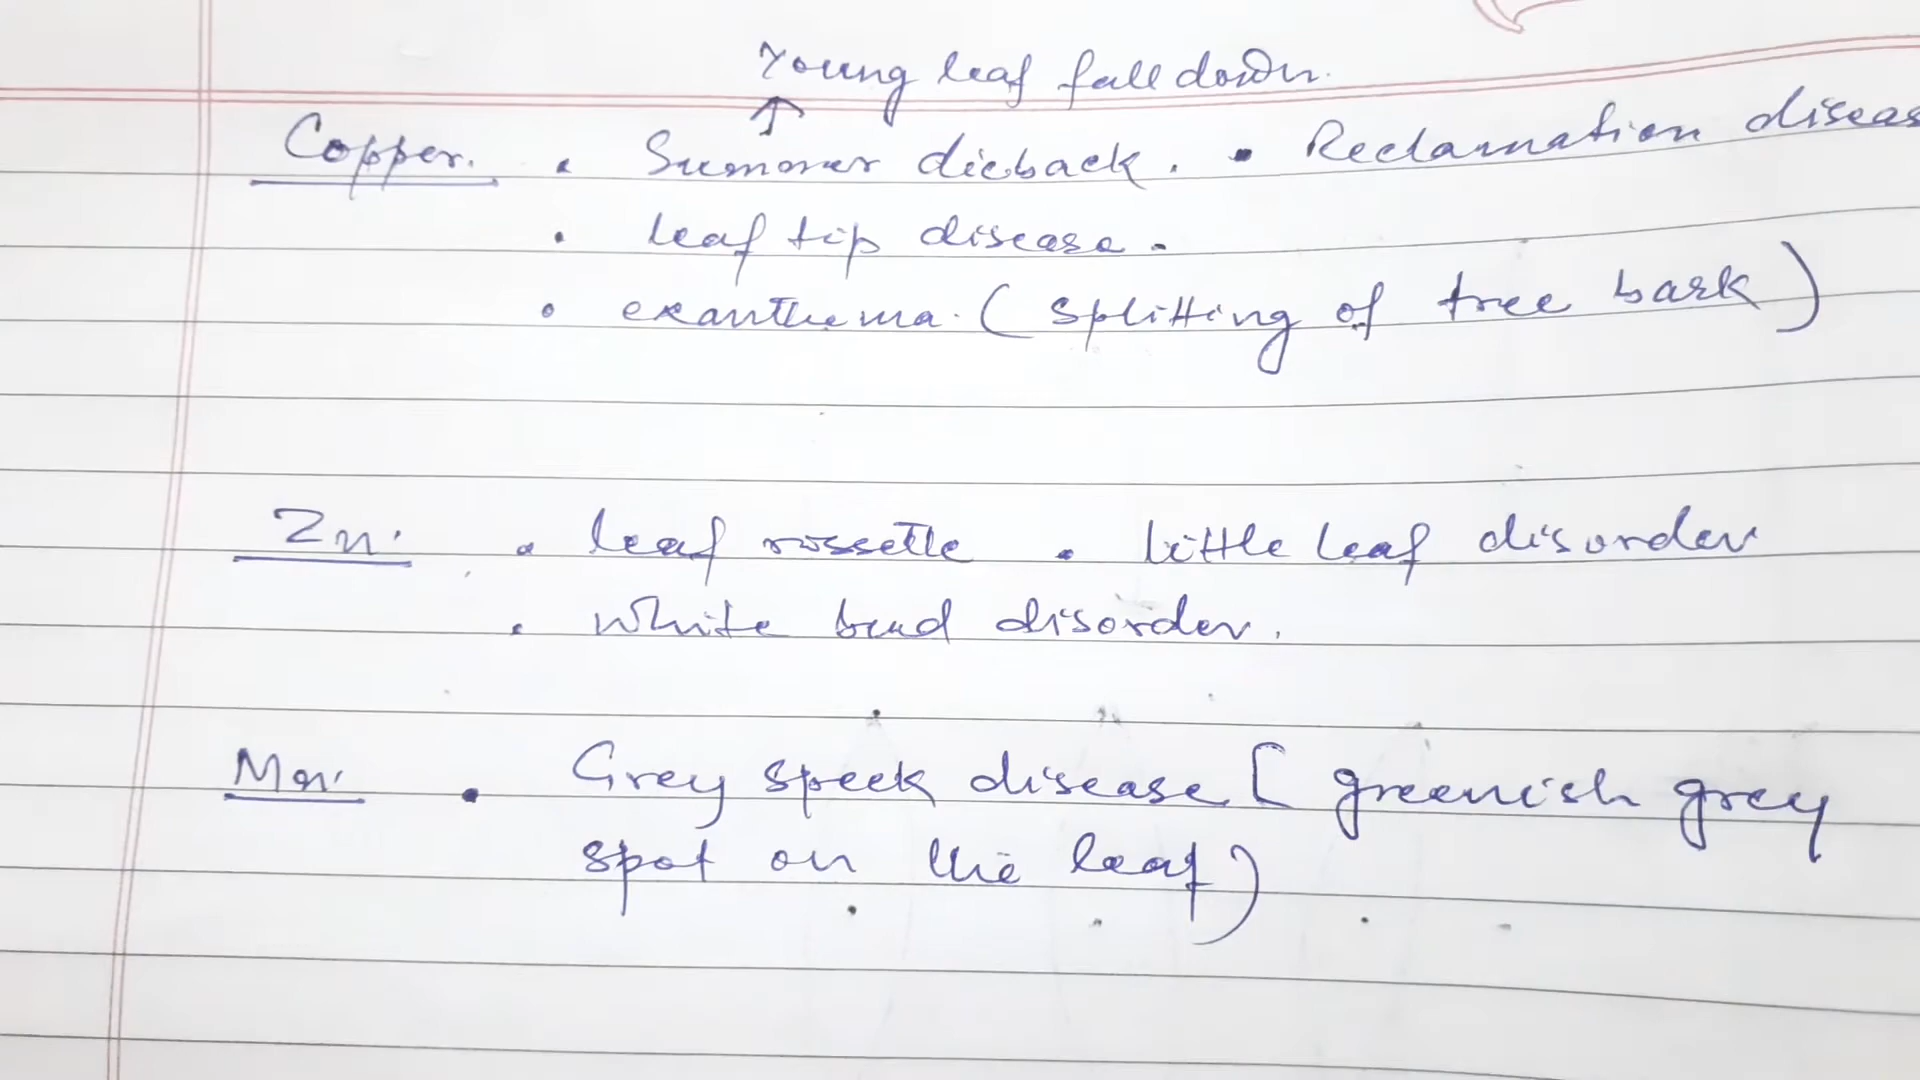 Young leaf fall down.
Copper. • Summer dieback. • Reclamation diseas
• leaf tip disease.
• exanthema. (splitting of tree bark)
Zn. • leaf rossette • little leaf disorder
• White bud disorder.
Mn. • Grey speck disease [greenish grey
spot on the leaf)